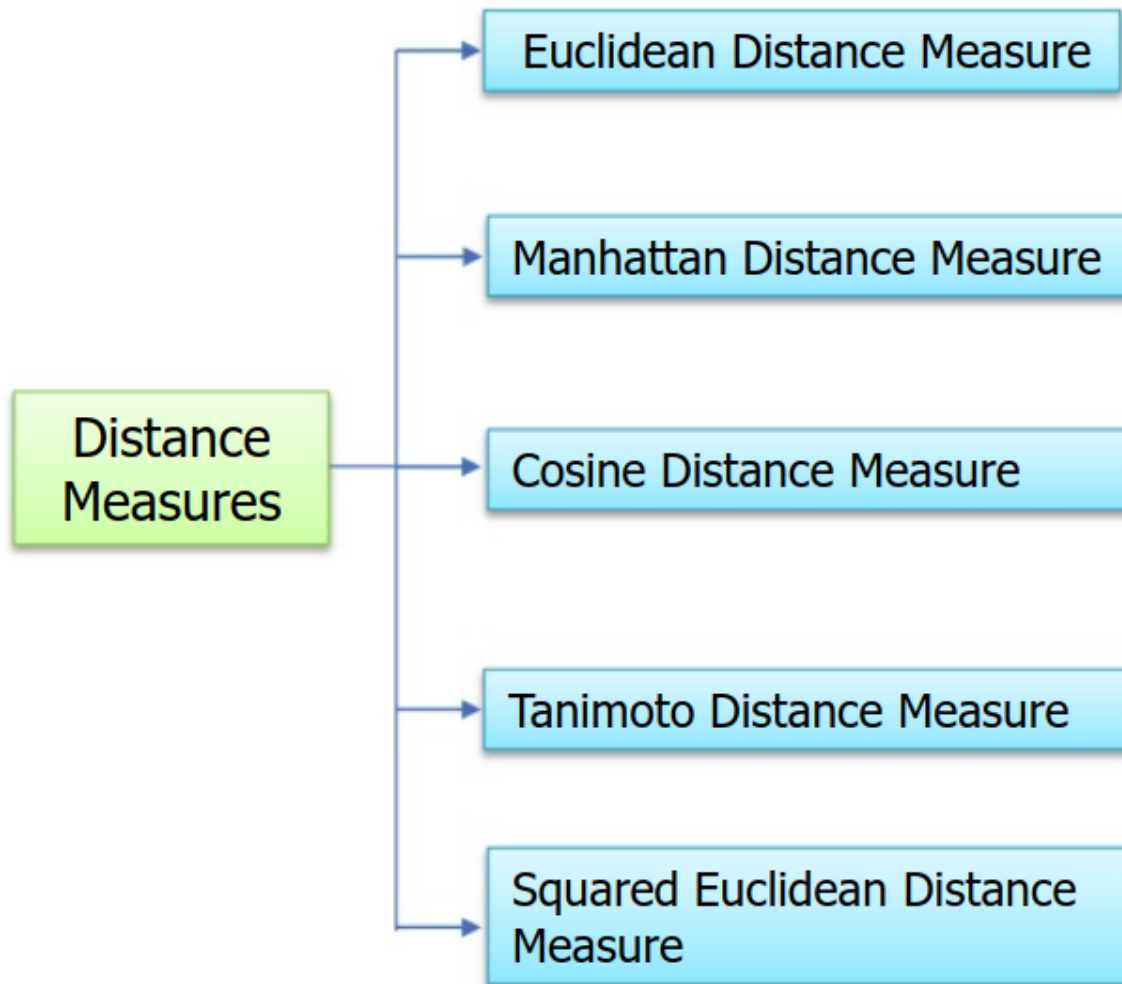 Euclidean Distance Measure
Manhattan Distance Measure
Distance
Measures
Cosine Distance Measure
Tanimoto Distance Measure
Squared Euclidean Distance
Measure